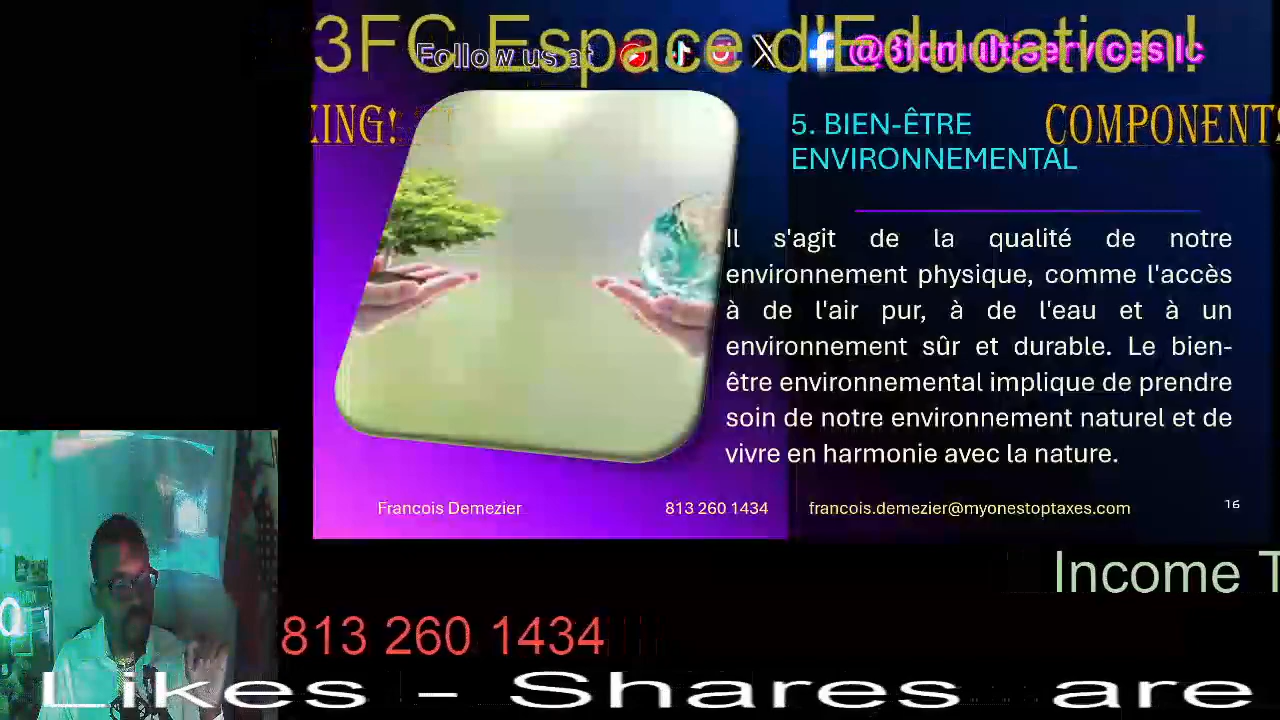 3FC Espace d'Education!
Follow us at @3fcmultiservicesllc
KING!
COMPONENTS
5. BIEN-ÊTRE
ENVIRONNEMENTAL
Il s'agit de la qualité de notre
environnement physique, comme l'accès
à de l'air pur, à de l'eau et à un
environnement sûr et durable. Le bien-
être environnemental implique de prendre
soin de notre environnement naturel et de
vivre en harmonie avec la nature.
Francois Demezier
813 260 1434
francois.demezier@myonestoptaxes.com
16
Income T
813 260 1434
Likes - Shares are